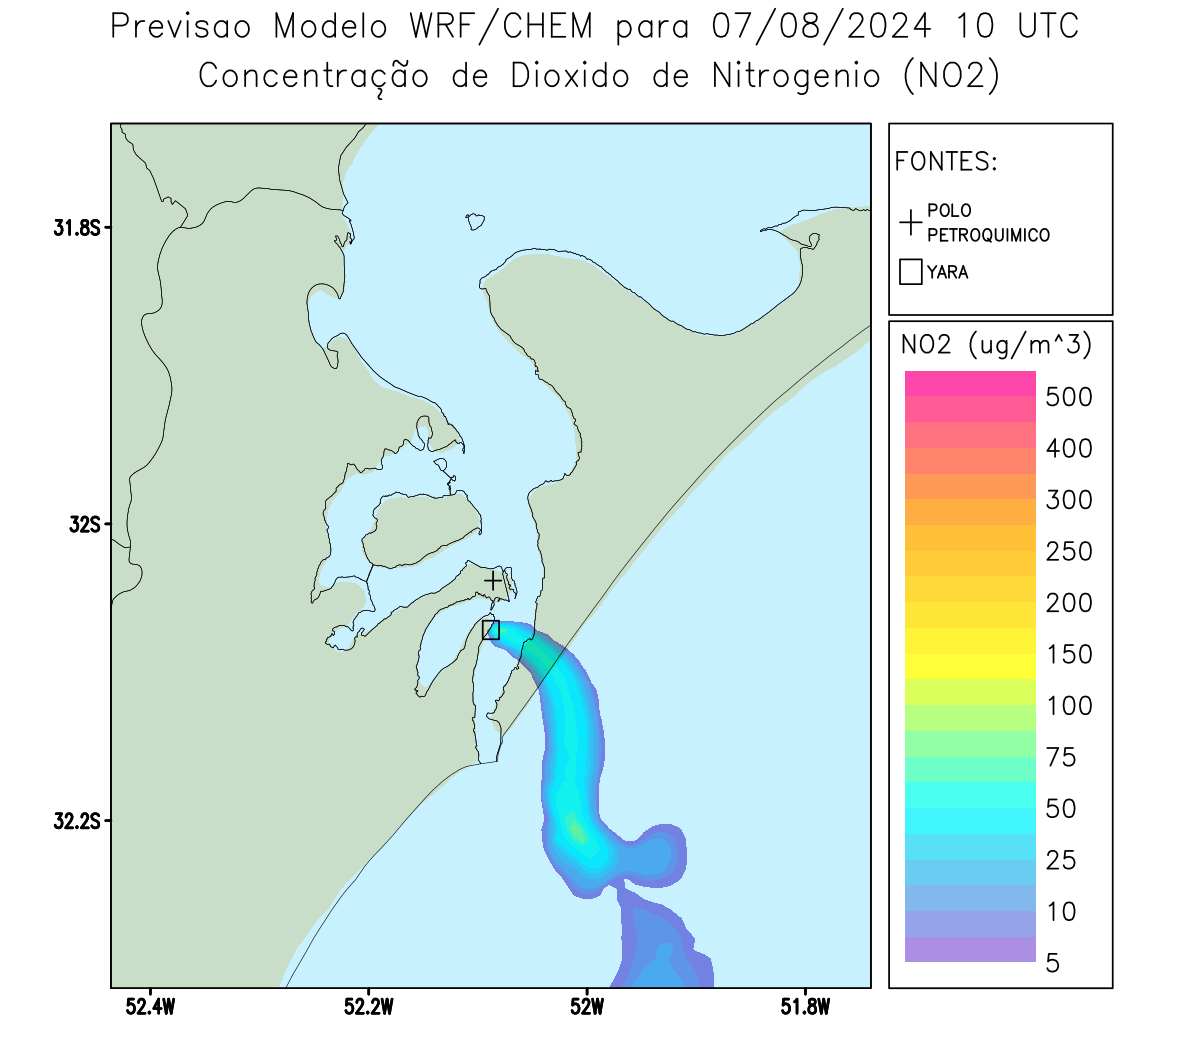 Previsao Modelo WRF/CHEM para 07/08/2024 10 UTC
Concentração de Dioxido de Nitrogenio (NO2)
FONTES:
POLO
PETROQUIMICO
YARA
NO2 (ug/m^3)
500
400
300
250
200
150
100
75
50
25
10
5
31.8S
32S
32.2S
52.4W
52.2W
52W
51.8W